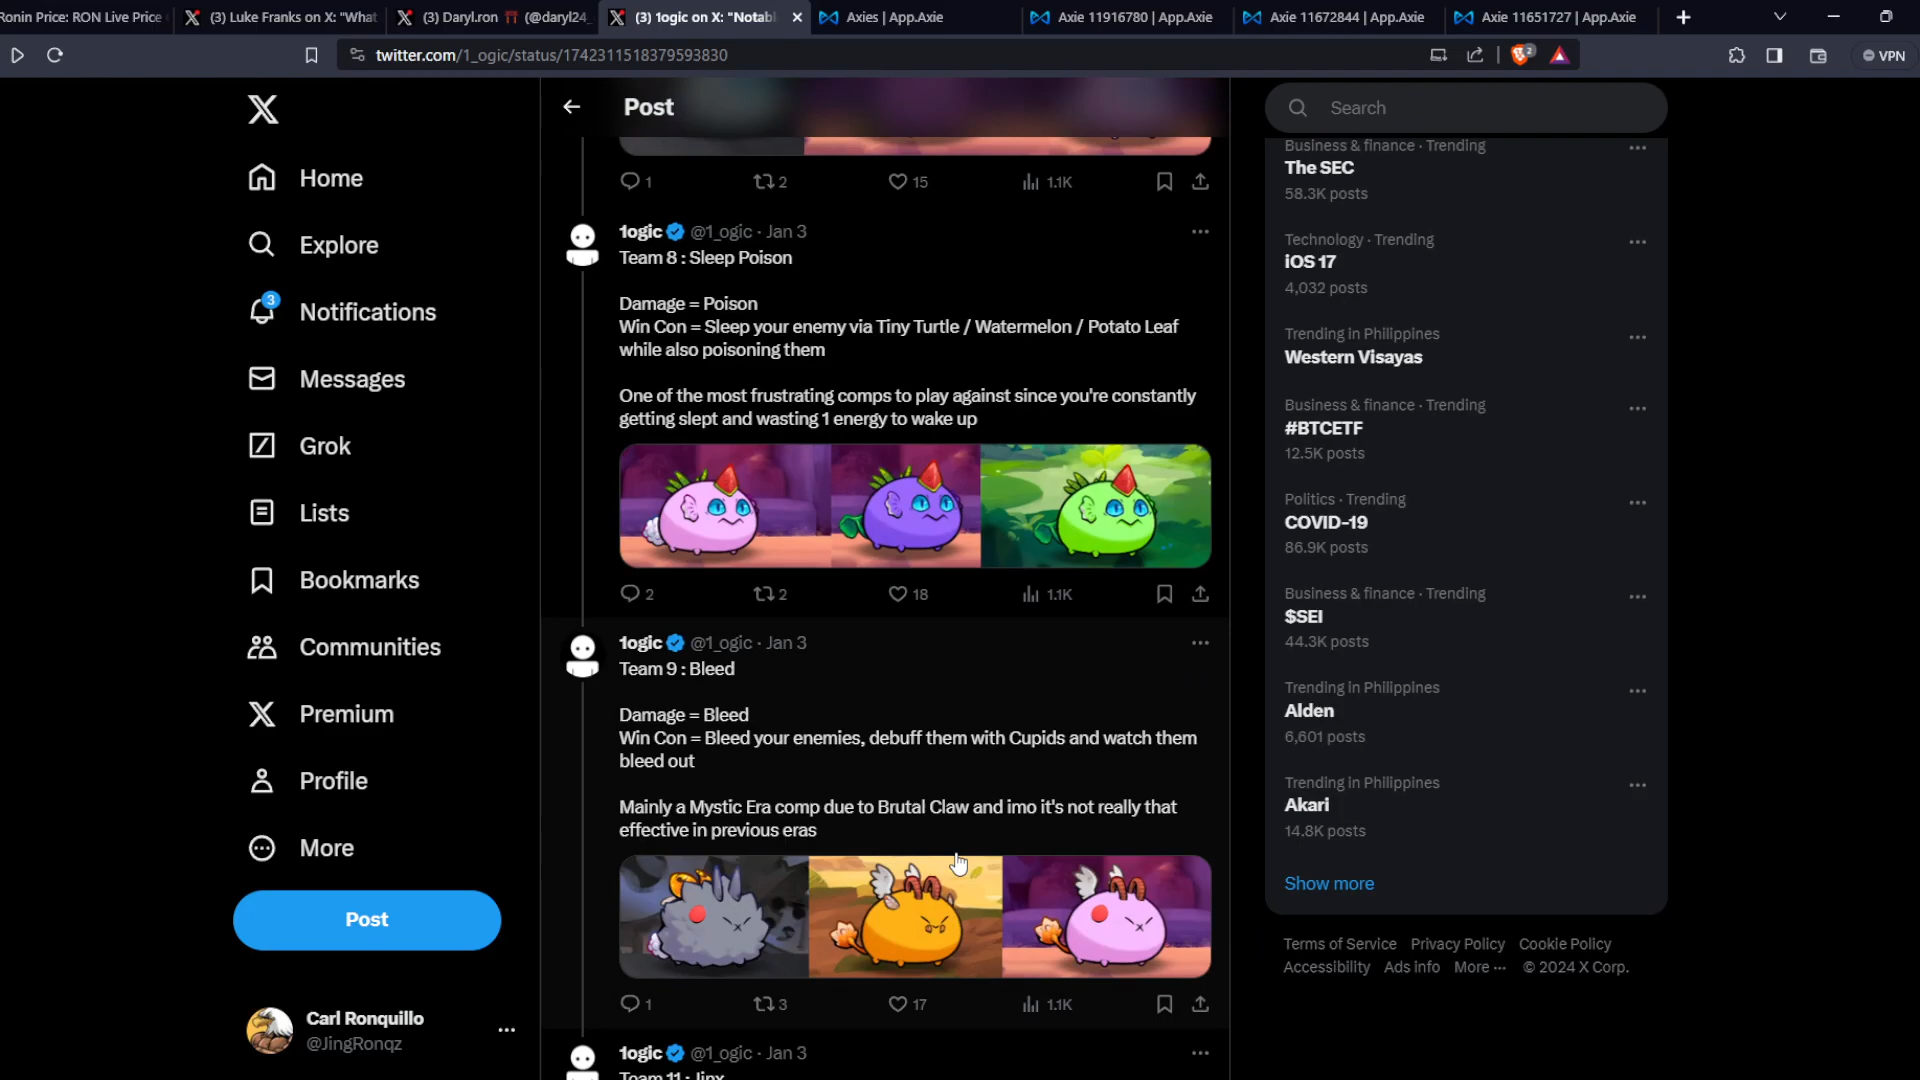 Ronin Price: RON Live Price
(3) Luke Franks on X: "What
(3) Daryl.ron ⛩ (@daryl24_
(3) 1ogic on X: "Notabl
Axies | App.Axie
Axie 11916780 | App.Axie
Axie 11672844 | App.Axie
Axie 11651727 | App.Axie
twitter.com/1_ogic/status/1742311518379593830
2
VPN
Home
Explore
3
Notifications
Messages
Grok
Lists
Bookmarks
Communities
Premium
Profile
More
Post
Carl Ronquillo
@JingRonqz
Post
1 2 15 1.1K
1ogic @1_ogic · Jan 3
Team 8 : Sleep Poison
Damage = Poison
Win Con = Sleep your enemy via Tiny Turtle / Watermelon / Potato Leaf
while also poisoning them
One of the most frustrating comps to play against since you're constantly
getting slept and wasting 1 energy to wake up
2 2 18 1.1K
1ogic @1_ogic · Jan 3
Team 9 : Bleed
Damage = Bleed
Win Con = Bleed your enemies, debuff them with Cupids and watch them
bleed out
Mainly a Mystic Era comp due to Brutal Claw and imo it's not really that
effective in previous eras
1 3 17 1.1K
1ogic @1_ogic · Jan 3
Team 11 : Jinx
Search
Business & finance · Trending
The SEC
58.3K posts
Technology · Trending
iOS 17
4,032 posts
Trending in Philippines
Western Visayas
Business & finance · Trending
#BTCETF
12.5K posts
Politics · Trending
COVID-19
86.9K posts
Business & finance · Trending
$SEI
44.3K posts
Trending in Philippines
Alden
6,601 posts
Trending in Philippines
Akari
14.8K posts
Show more
Terms of Service Privacy Policy Cookie Policy
Accessibility Ads info More ··· © 2024 X Corp.